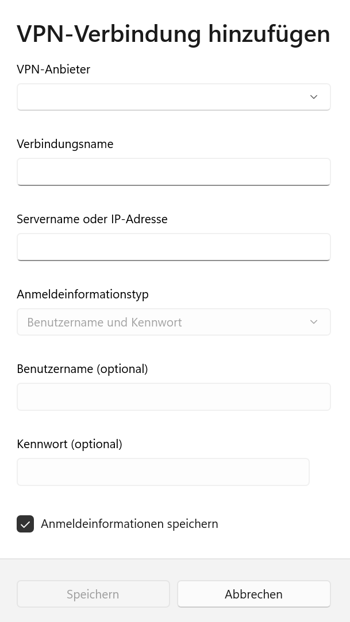 VPN-Verbindung hinzufügen
VPN-Anbieter
Verbindungsname
Servername oder IP-Adresse
Anmeldeinformationstyp
Benutzername und Kennwort
Benutzername (optional)
Kennwort (optional)
Anmeldeinformationen speichern
Speichern
Abbrechen